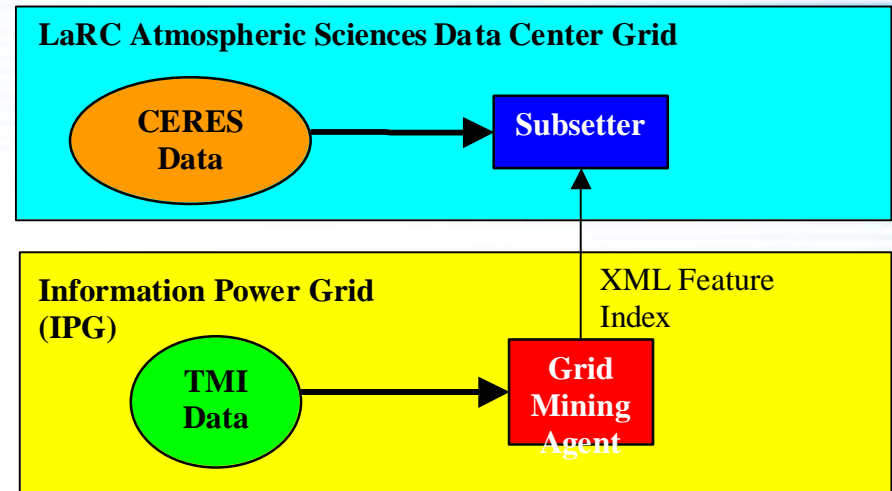 LaRC Atmospheric Sciences Data Center Grid
CERES
Data
Subsetter
Information Power Grid
(IPG)
XML Feature
Index
TMI
Data
Grid
Mining
Agent